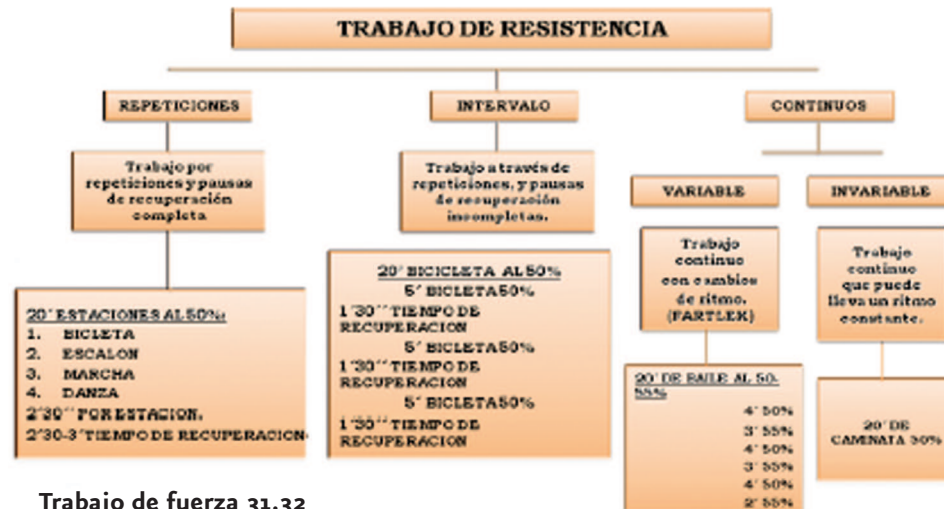 TRABAJO DE RESISTENCIA
REPETICIONES
Trabajo por
repeticiones y pausas
de recuperación
completa
20' ESTACIONES AL 50%:
1. BICLETA
2. ESCALON
3. MARCHA
4. DANZA
2'30'' POR ESTACION.
2'30-3' TIEMPO DE RECUPERACION
INTERVALO
Trabajo a través de
repeticiones, y pausas
de recuperación
incompletas.
20' BICICLETA AL 50%
5' BICLETA 50%
1'30'' TIEMPO DE
RECUPERACION
5' BICLETA 50%
1'30'' TIEMPO DE
RECUPERACION
5' BICLETA 50%
1'30'' TIEMPO DE
RECUPERACION
CONTINUOS
VARIABLE
Trabajo
continuo
con cambios
de ritmo.
(FARTLEK)
20' DE BAILE AL 50-
55%
4' 50%
3' 55%
4' 50%
3' 55%
4' 50%
2' 55%
INVARIABLE
Trabajo
continuo
que puede
lleva un ritmo
constante.
20' DE
CAMINATA 50%
Trabajo de fuerza 31,32